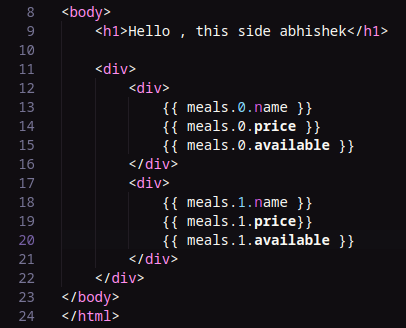 8 <body>
9 <h1>Hello , this side abhishek</h1>
10
11 <div>
12 <div>
13 {{ meals.0.name }}
14 {{ meals.0.price }}
15 {{ meals.0.available }}
16 </div>
17 <div>
18 {{ meals.1.name }}
19 {{ meals.1.price}}
20 {{ meals.1.available }}
21 </div>
22 </div>
23 </body>
24 </html>